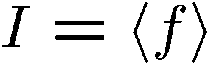 I = ⟨f⟩